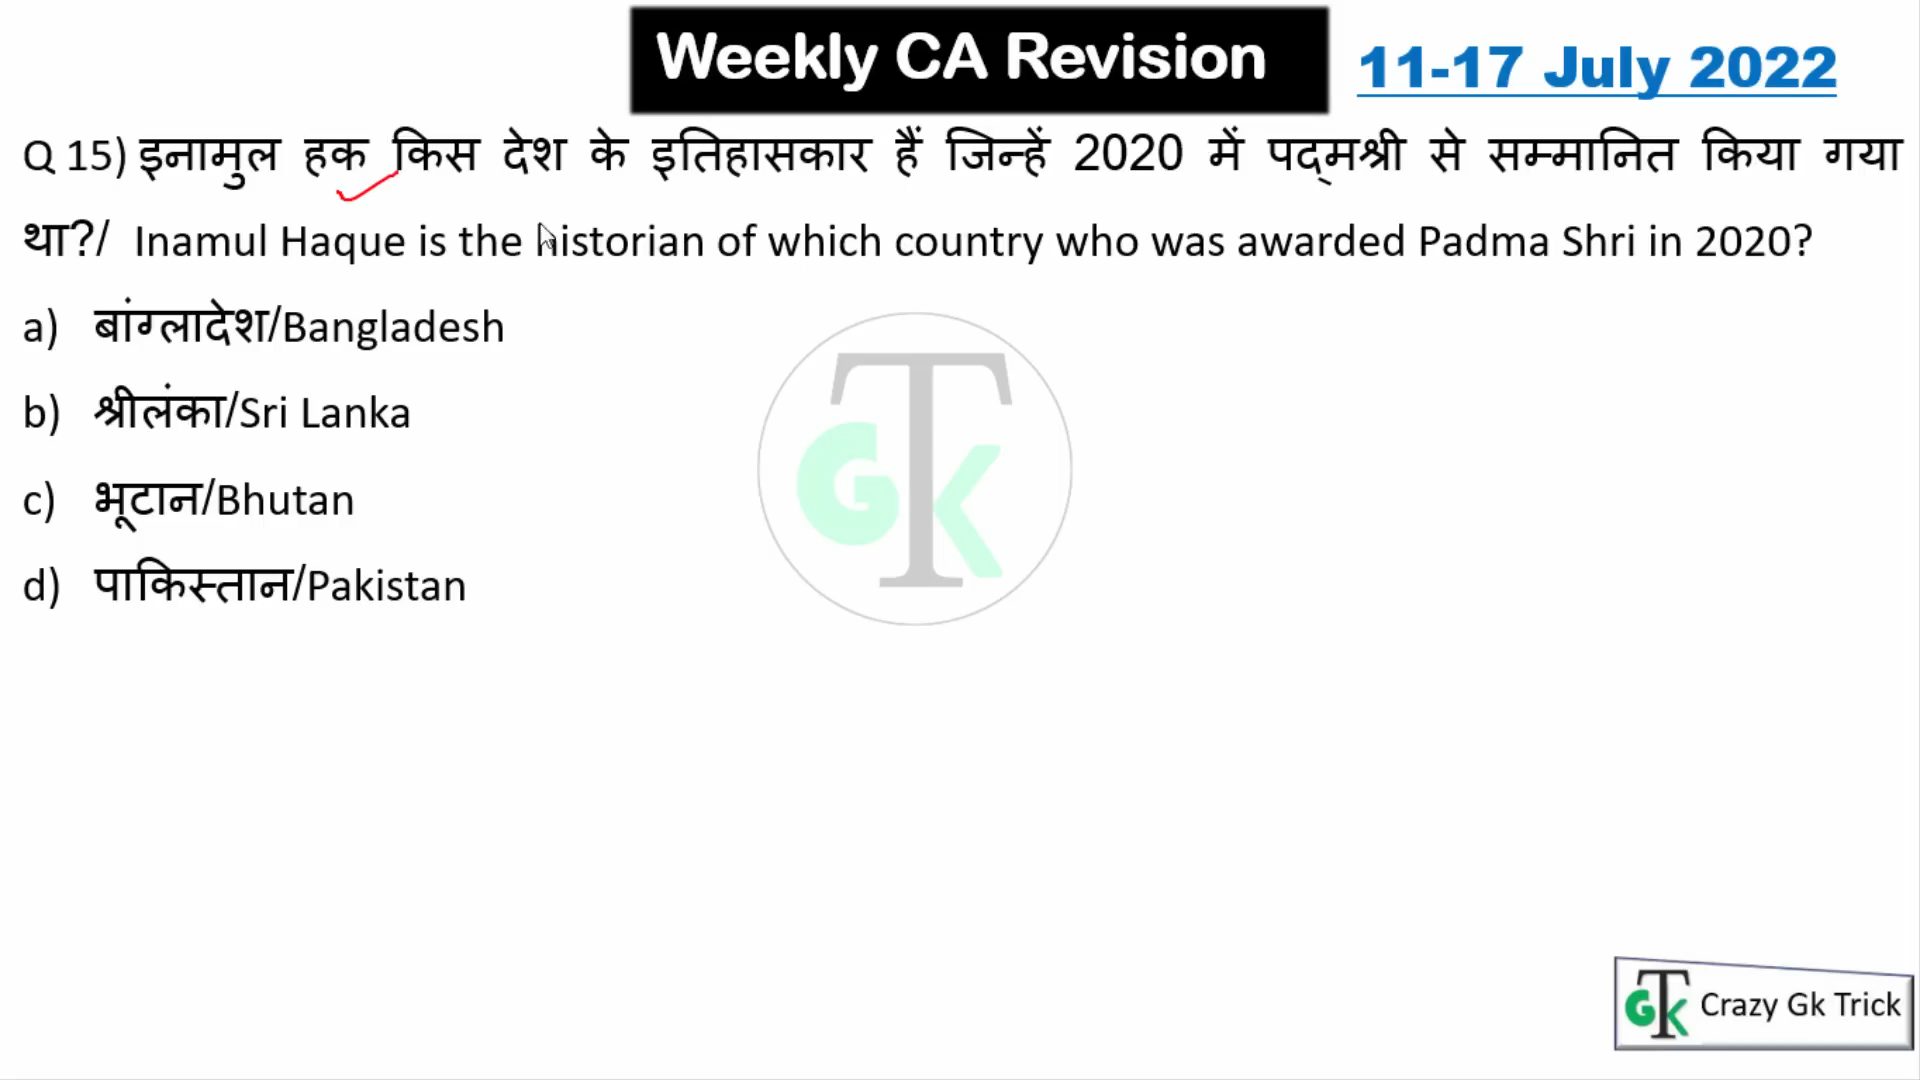 Weekly CA Revision
11-17 July 2022
Q 15) इनामुल हक किस देश के इतिहासकार हैं जिन्हें 2020 में पद्मश्री से सम्मानित किया गया
था?/ Inamul Haque is the historian of which country who was awarded Padma Shri in 2020?
a) बांग्लादेश/Bangladesh
b) श्रीलंका/Sri Lanka
c) भूटान/Bhutan
d) पाकिस्तान/Pakistan
GTK
GTK Crazy Gk Trick